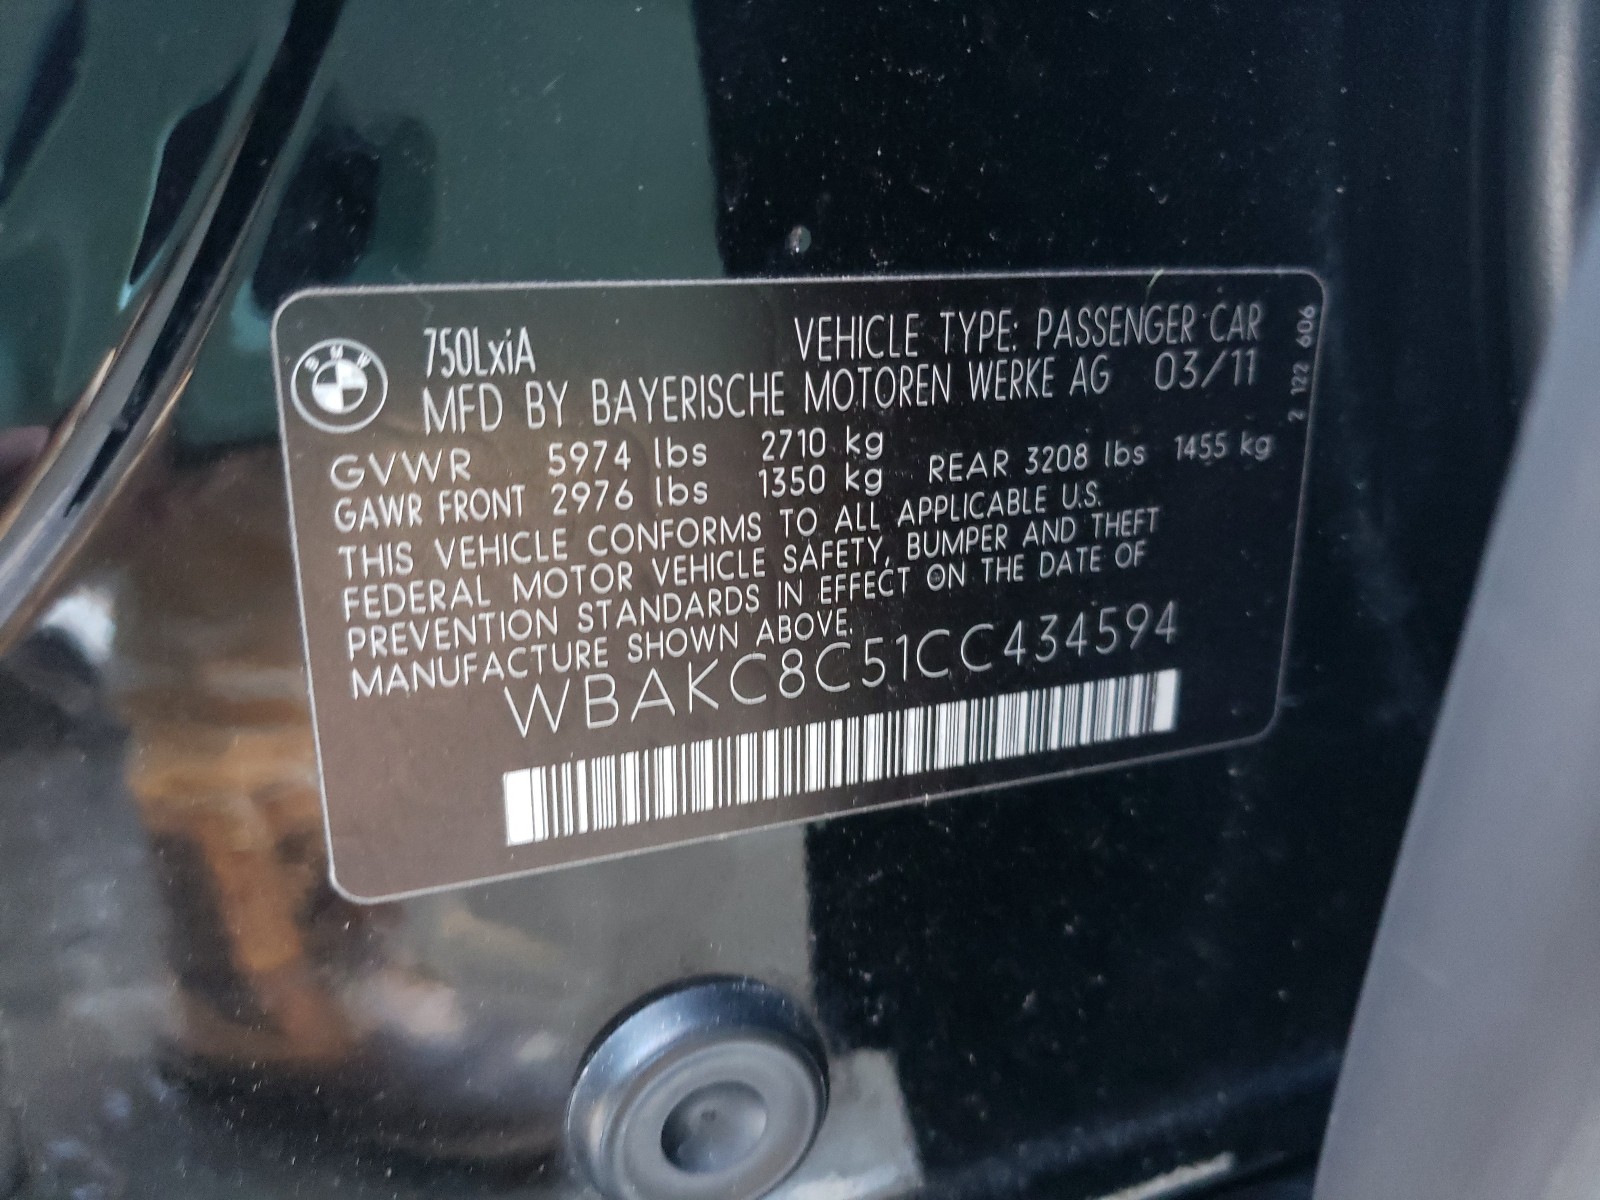 BMW
750LxiA VEHICLE TYPE: PASSENGER CAR
MFD BY BAYERISCHE MOTOREN WERKE AG 03/11
GVWR 5974 lbs 2710 kg
GAWR FRONT 2976 lbs 1350 kg REAR 3208 lbs 1455 kg
THIS VEHICLE CONFORMS TO ALL APPLICABLE U.S.
FEDERAL MOTOR VEHICLE SAFETY, BUMPER AND THEFT
PREVENTION STANDARDS IN EFFECT ON THE DATE OF
MANUFACTURE SHOWN ABOVE.
WBAKC8C51CC434594
2 122 606